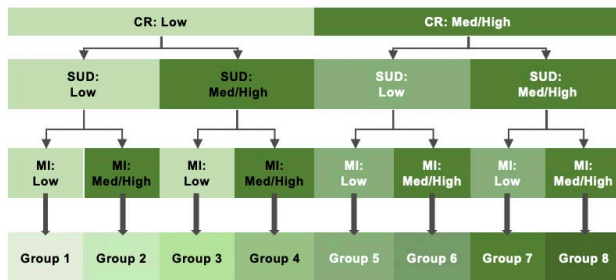 CR: Low CR: Med/High
SUD: SUD: SUD: SUD:
Low Med/High Low Med/High
MI: MI: MI: MI: MI: MI: MI: MI:
Low Med/High Low Med/High Low Med/High Low Med/High
Group 1 Group 2 Group 3 Group 4 Group 5 Group 6 Group 7 Group 8